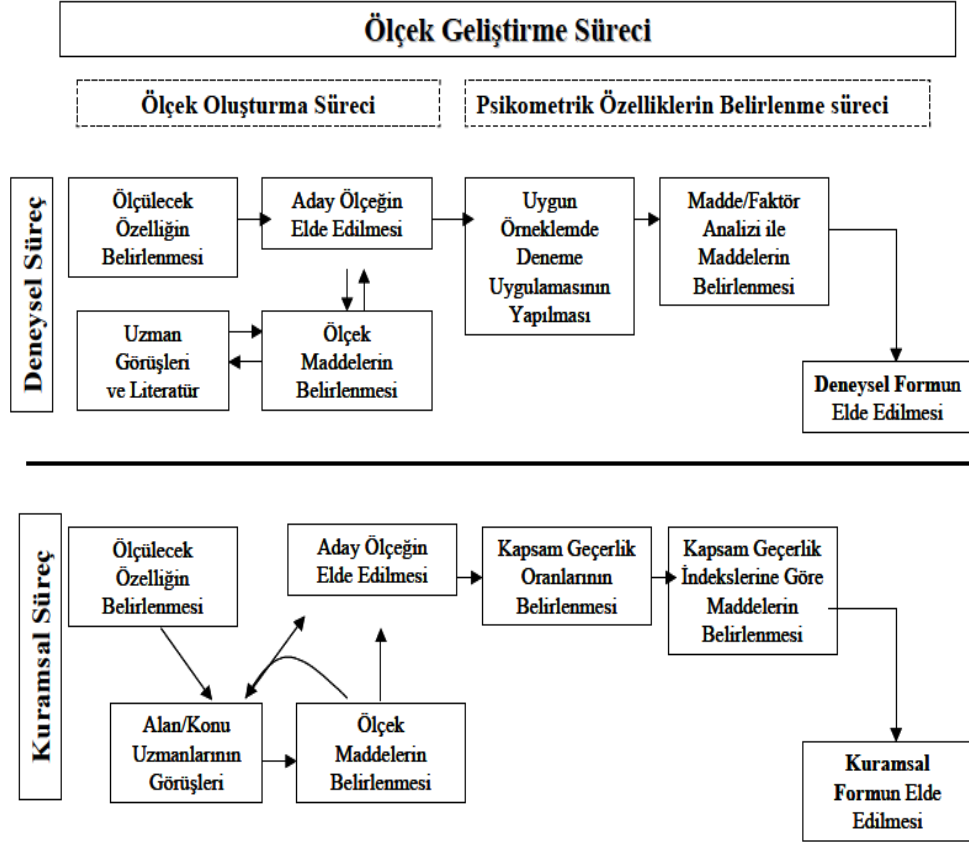 Ölçek Geliştirme Süreci
Ölçek Oluşturma Süreci
Psikometrik Özelliklerin Belirlenme süreci
Deneysel Süreç
Ölçülecek
Özelliğin
Belirlenmesi
Aday Ölçeğin
Elde Edilmesi
Uygun
Örneklemde
Deneme
Uygulamasının
Yapılması
Madde/Faktör
Analizi ile
Maddelerin
Belirlenmesi
Uzman
Görüşleri
ve Literatür
Ölçek
Maddelerin
Belirlenmesi
Deneysel Formun
Elde Edilmesi
Kuramsal Süreç
Ölçülecek
Özelliğin
Belirlenmesi
Aday Ölçeğin
Elde Edilmesi
Kapsam Geçerlik
Oranlarının
Belirlenmesi
Kapsam Geçerlik
İndekslerine Göre
Maddelerin
Belirlenmesi
Alan/Konu
Uzmanlarının
Görüşleri
Ölçek
Maddelerin
Belirlenmesi
Kuramsal
Formun Elde
Edilmesi